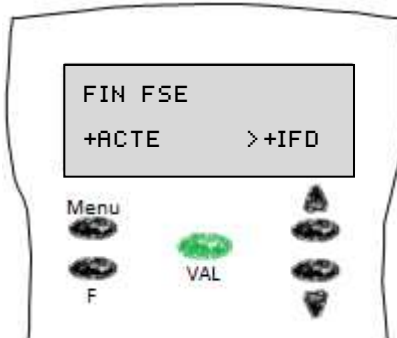 FIN FSE
+ACTE >+IFD
Menu
VAL
F